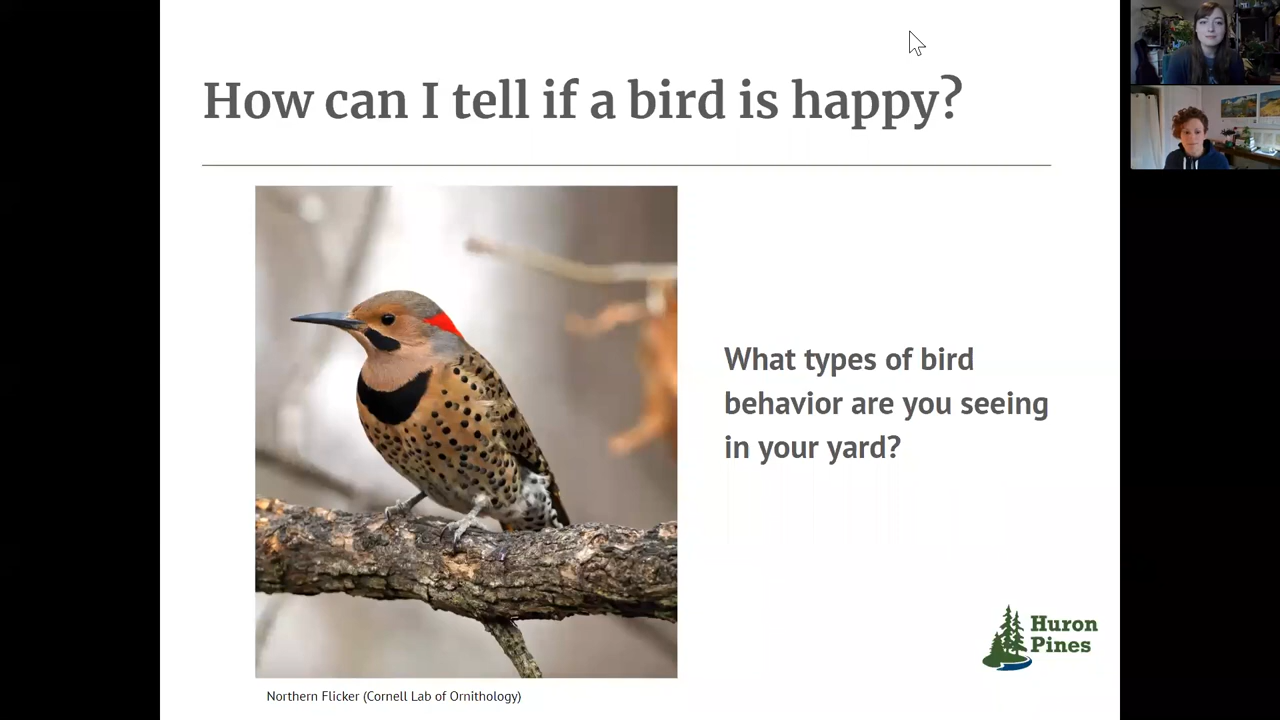 How can I tell if a bird is happy?
What types of bird
behavior are you seeing
in your yard?
Huron
Pines
Northern Flicker (Cornell Lab of Ornithology)